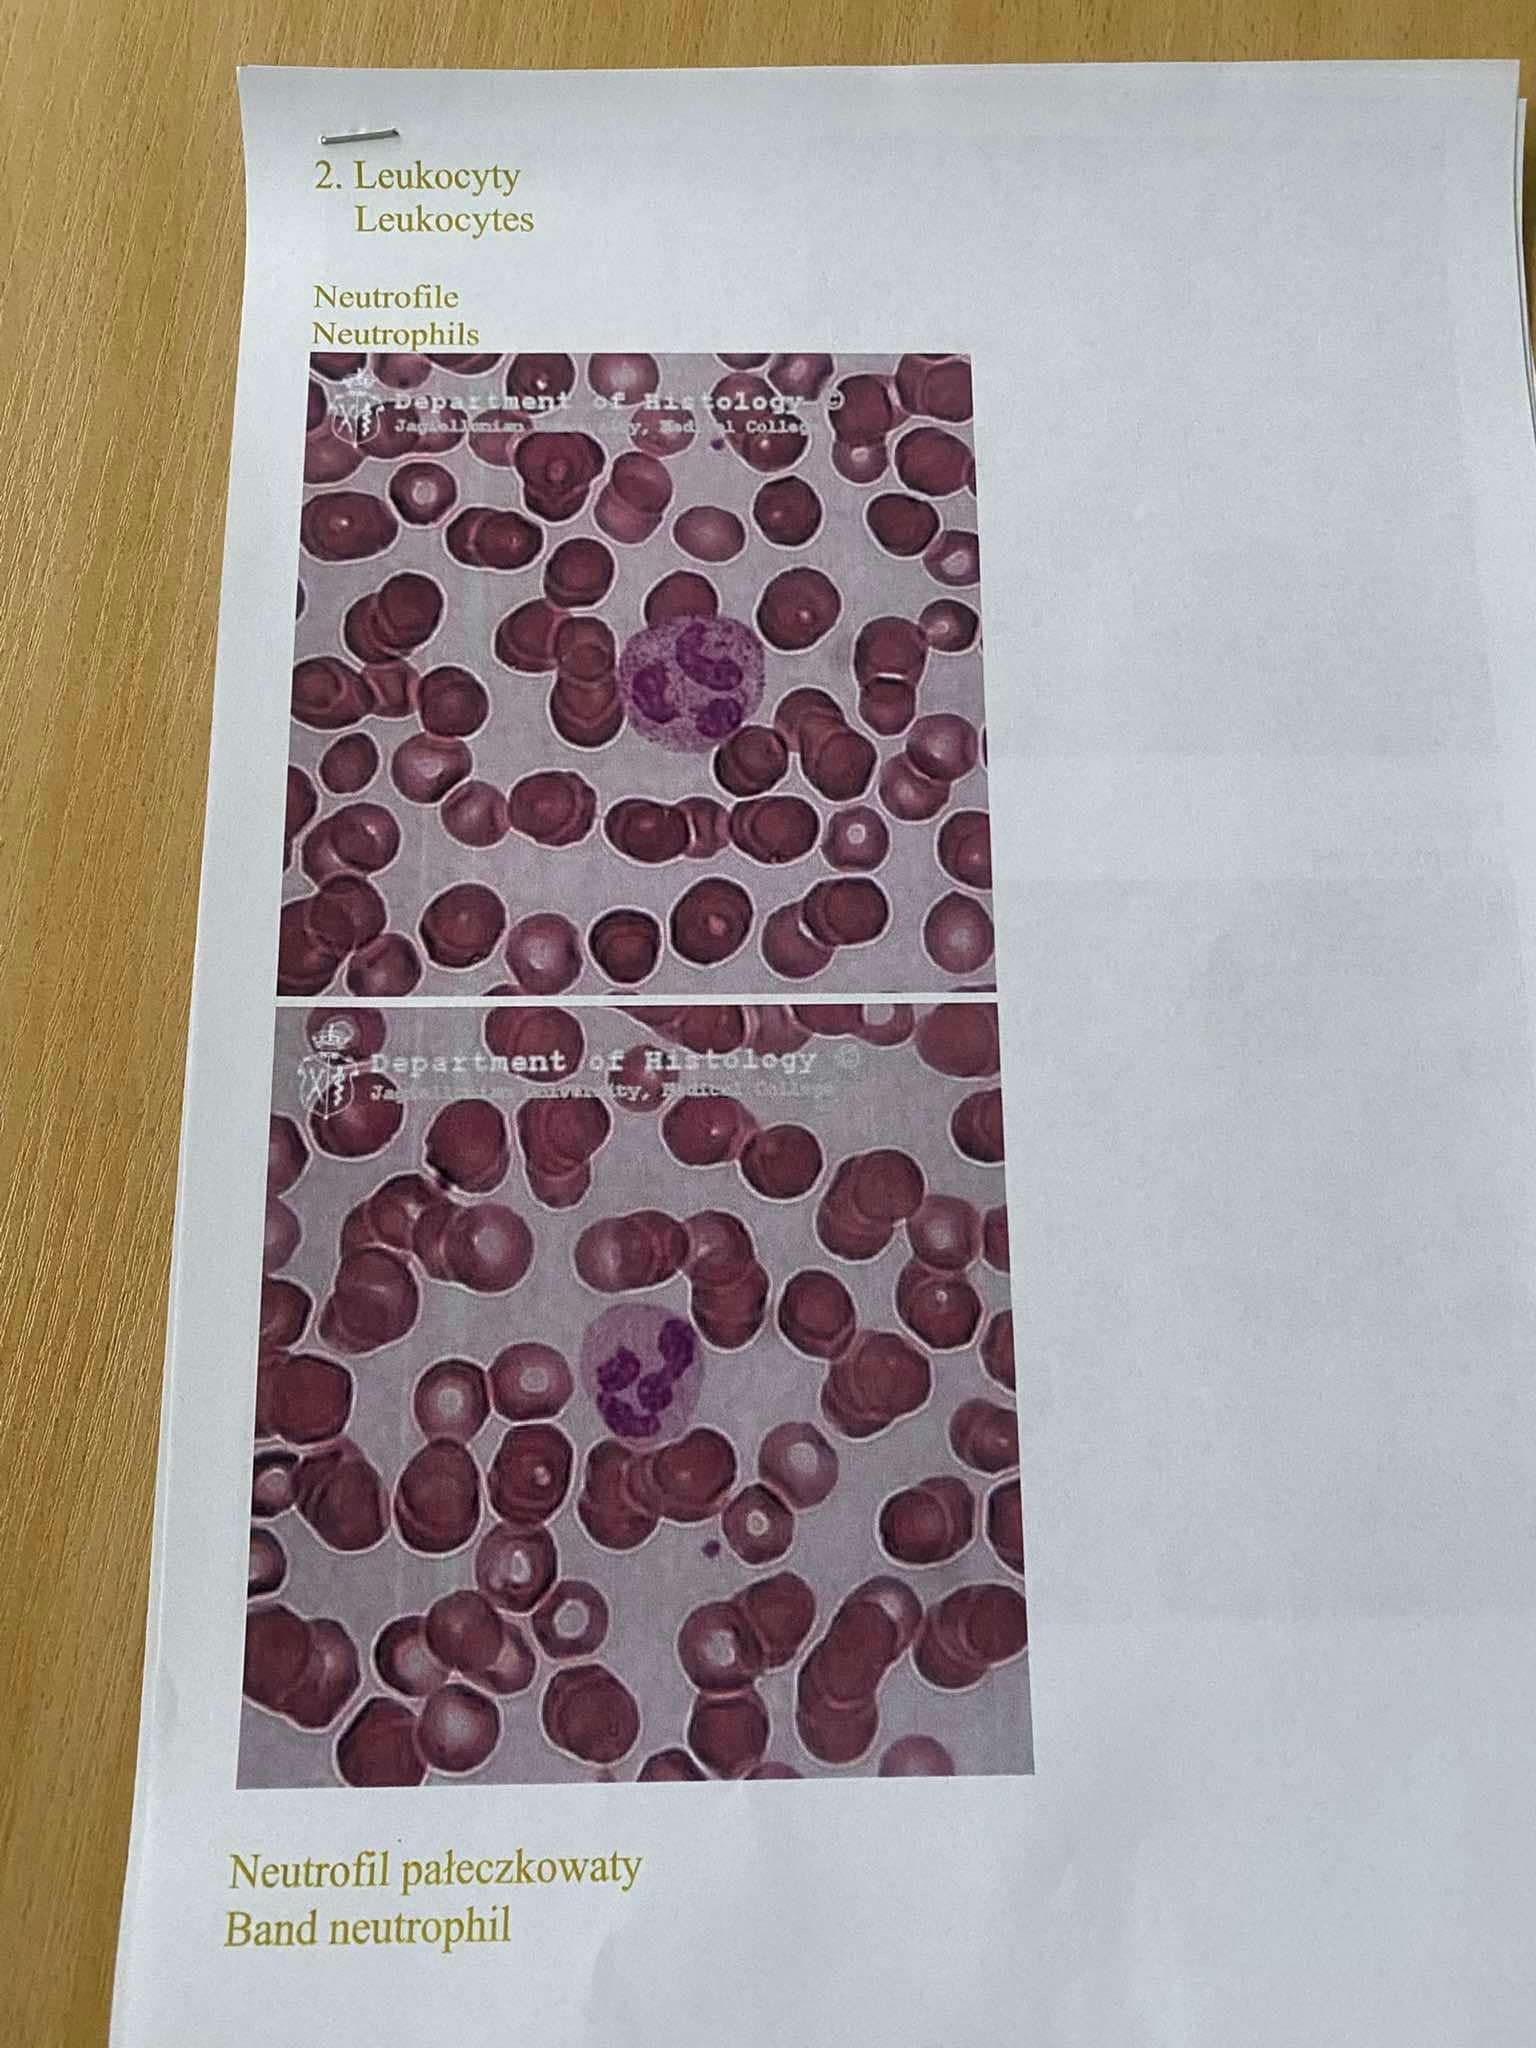 2. Leukocyty
Leukocytes
Neutrofile
Neutrophils
Department of Histology ©
Jagiellonian University, Medical College
Department of Histology ©
Jagiellonian University, Medical College
Neutrofil pałeczkowaty
Band neutrophil